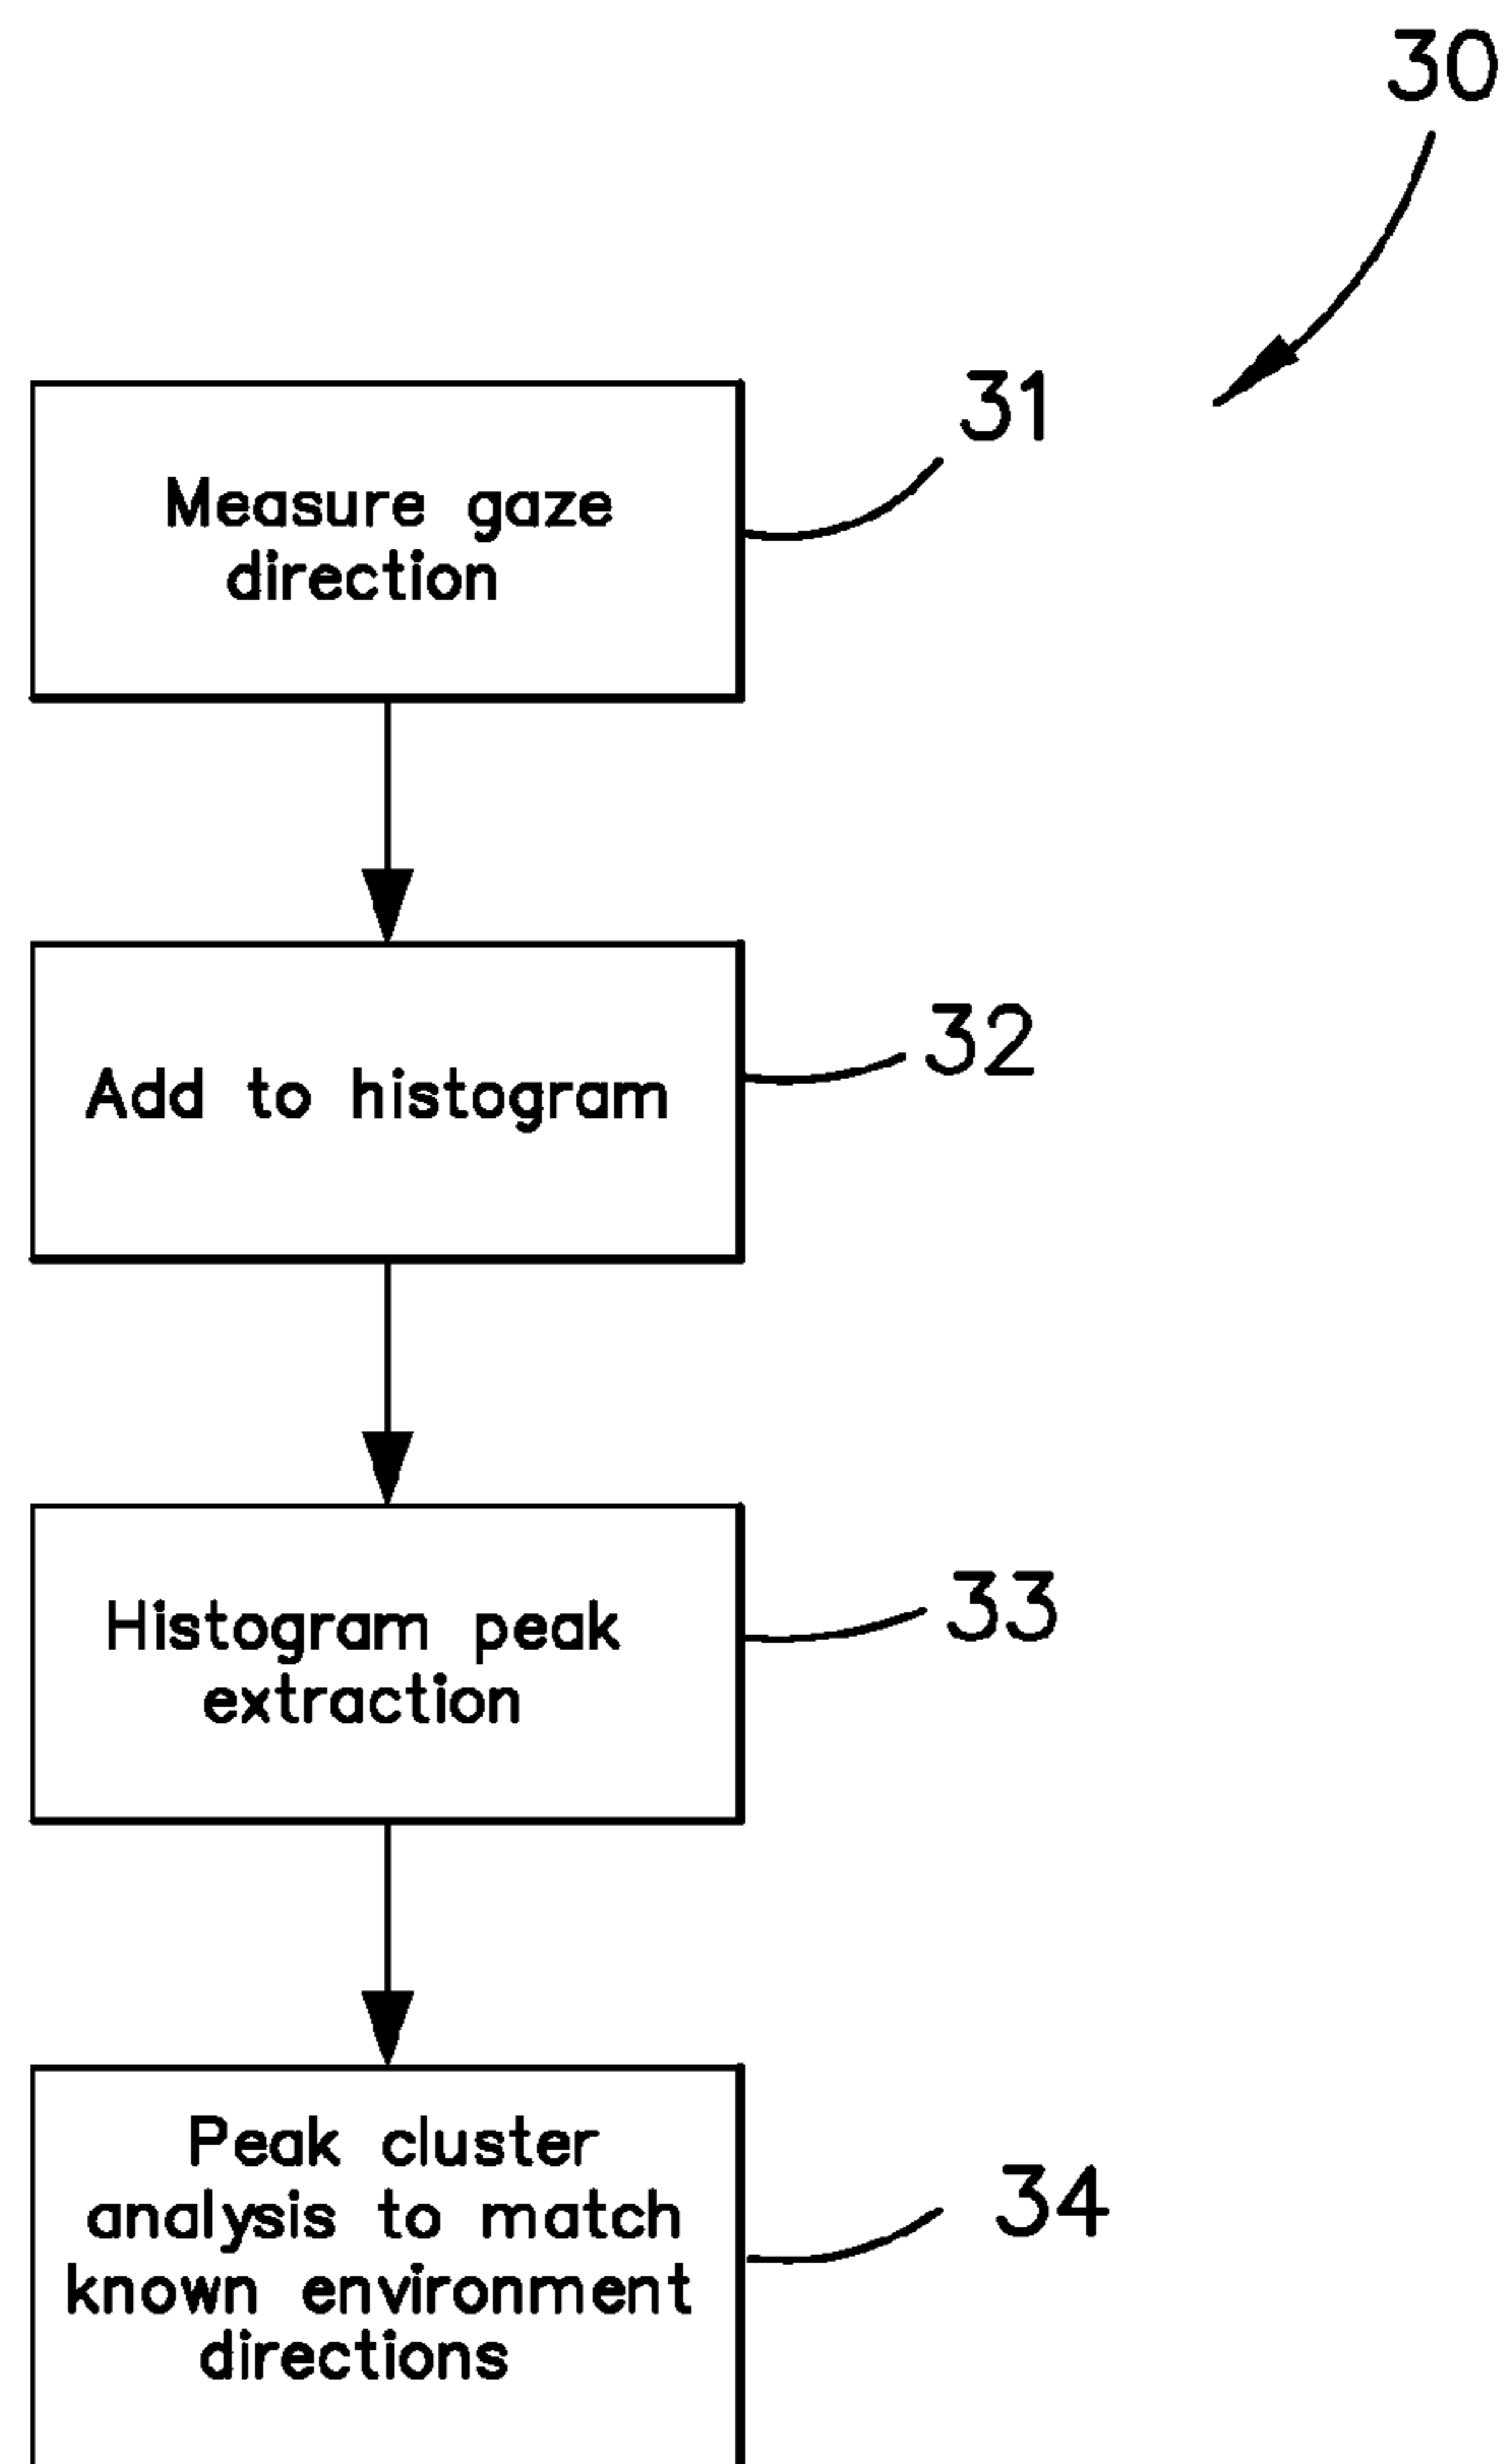 30
31
Measure gaze
direction
32
Add to histogram
33
Histogram peak
extraction
Peak cluster
34
analysis to match
known environment
directions